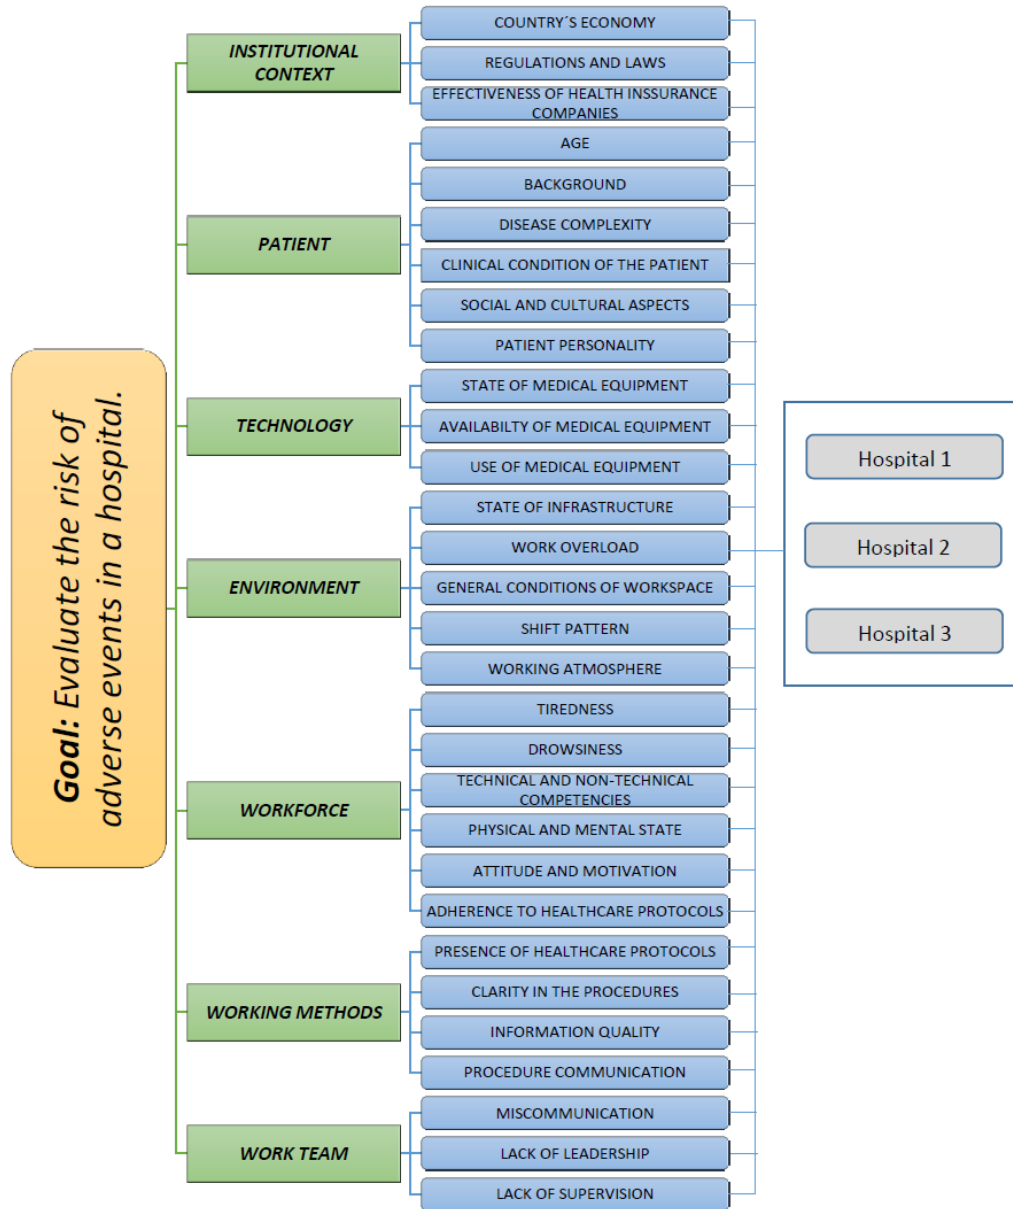 Goal: Evaluate the risk of
adverse events in a hospital.
INSTITUTIONAL
CONTEXT
COUNTRY´S ECONOMY
REGULATIONS AND LAWS
EFFECTIVENESS OF HEALTH INSSURANCE
COMPANIES
PATIENT
AGE
BACKGROUND
DISEASE COMPLEXITY
CLINICAL CONDITION OF THE PATIENT
SOCIAL AND CULTURAL ASPECTS
PATIENT PERSONALITY
TECHNOLOGY
STATE OF MEDICAL EQUIPMENT
AVAILABILTY OF MEDICAL EQUIPMENT
USE OF MEDICAL EQUIPMENT
ENVIRONMENT
STATE OF INFRASTRUCTURE
WORK OVERLOAD
GENERAL CONDITIONS OF WORKSPACE
SHIFT PATTERN
WORKING ATMOSPHERE
WORKFORCE
TIREDNESS
DROWSINESS
TECHNICAL AND NON-TECHNICAL
COMPETENCIES
PHYSICAL AND MENTAL STATE
ATTITUDE AND MOTIVATION
ADHERENCE TO HEALTHCARE PROTOCOLS
WORKING METHODS
PRESENCE OF HEALTHCARE PROTOCOLS
CLARITY IN THE PROCEDURES
INFORMATION QUALITY
PROCEDURE COMMUNICATION
WORK TEAM
MISCOMMUNICATION
LACK OF LEADERSHIP
LACK OF SUPERVISION
Hospital 1
Hospital 2
Hospital 3